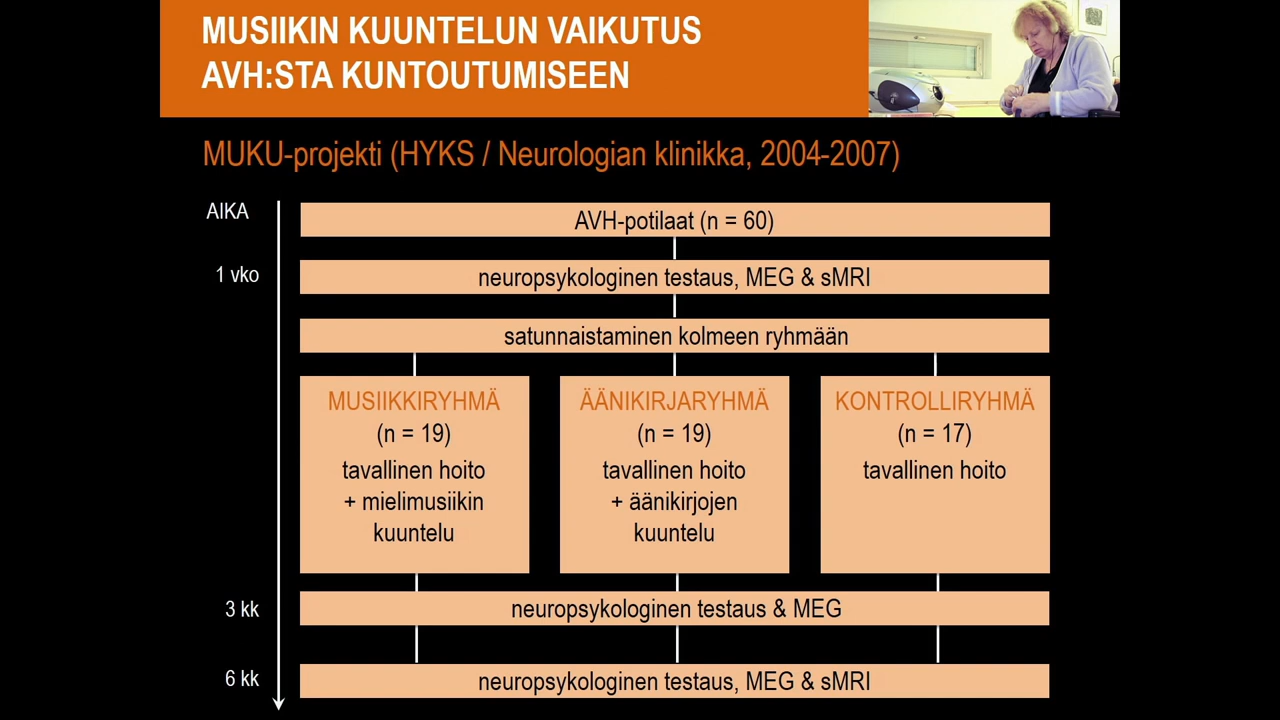 MUSIIKIN KUUNTELUN VAIKUTUS
AVH:STA KUNTOUTUMISEEN
MUKU-projekti (HYKS / Neurologian klinikka, 2004-2007)
AIKA
AVH-potilaat (n = 60)
1 vko
neuropsykologinen testaus, MEG & sMRI
satunnaistaminen kolmeen ryhmään
MUSIIKKIRYHMÄ
(n = 19)
tavallinen hoito
+ mielimusiikin
kuuntelu
ÄÄNIKIRJARYHMÄ
(n = 19)
tavallinen hoito
+ äänikirjojen
kuuntelu
KONTROLLIRYHMÄ
(n = 17)
tavallinen hoito
3 kk
neuropsykologinen testaus & MEG
6 kk
neuropsykologinen testaus, MEG & sMRI